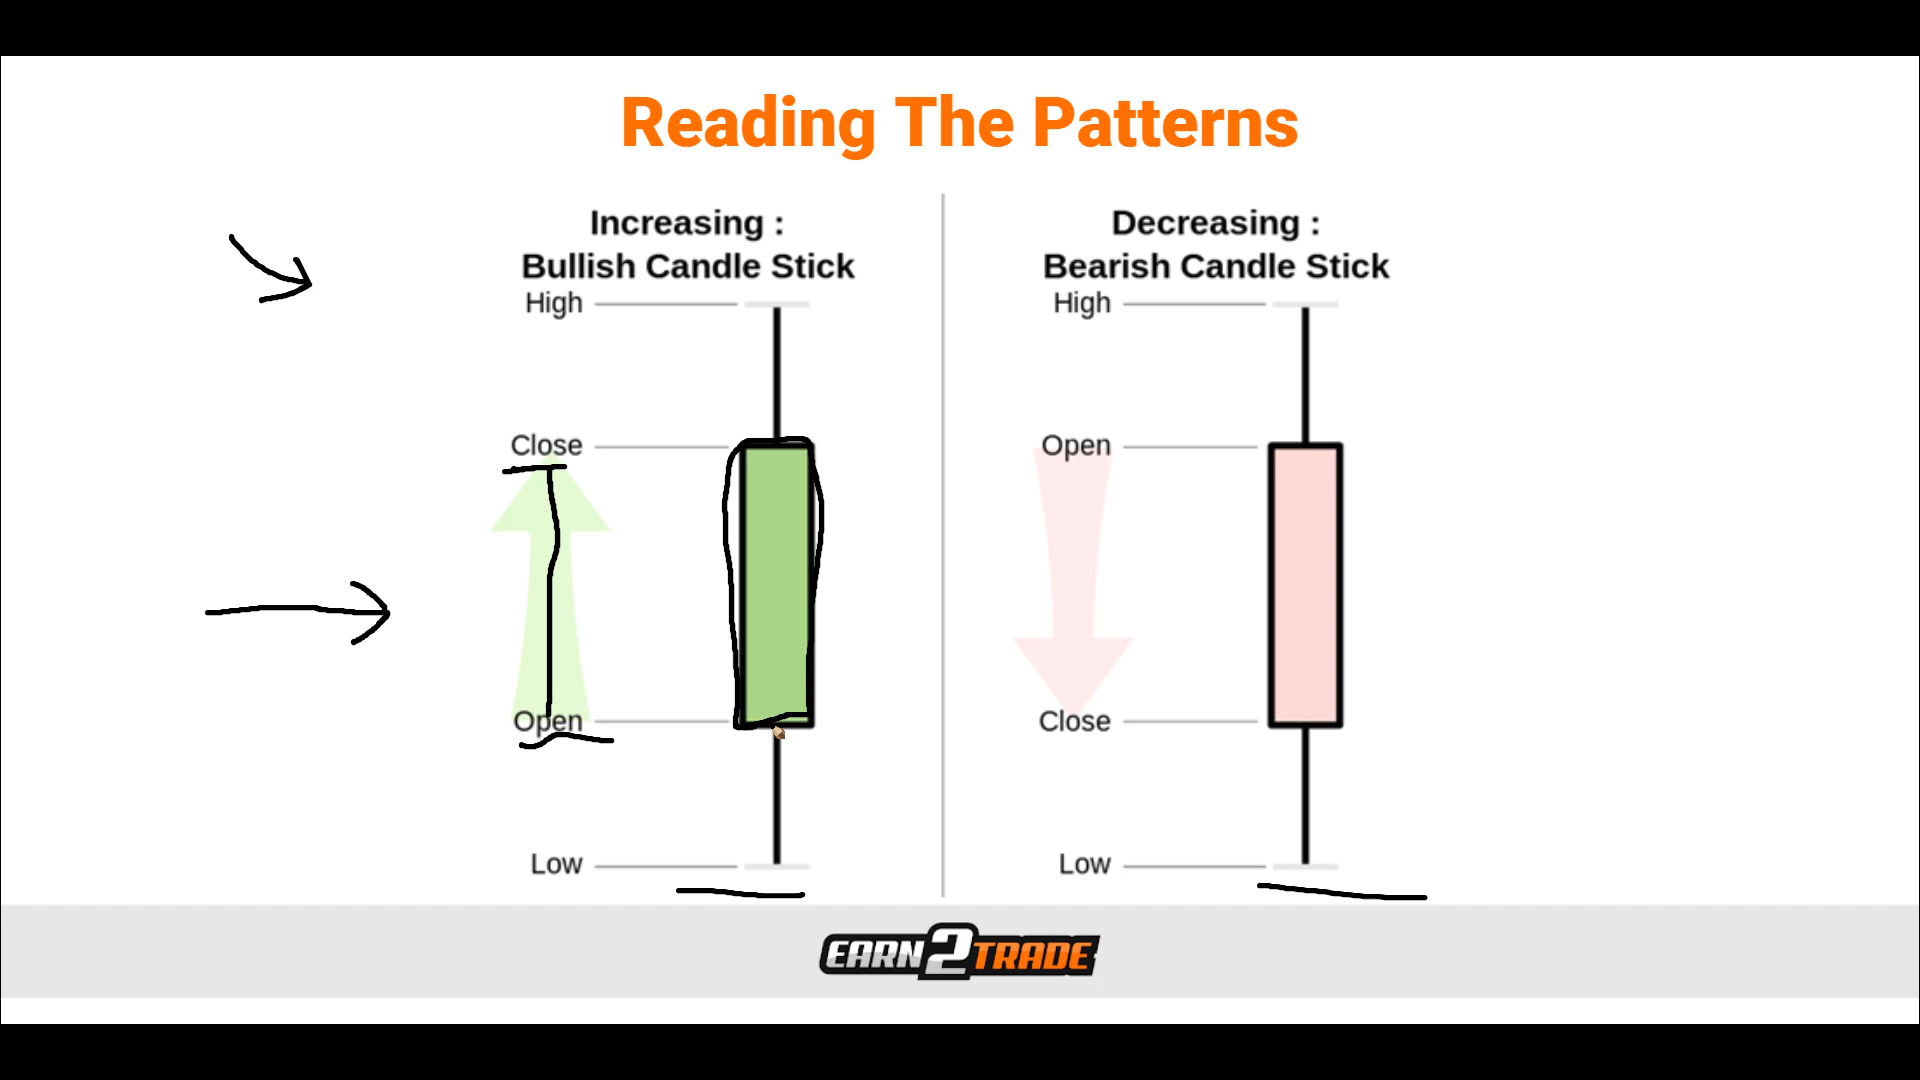 Reading The Patterns
Increasing :
Bullish Candle Stick
High
Close
Open
Low
Decreasing :
Bearish Candle Stick
High
Open
Close
Low
EARN2TRADE